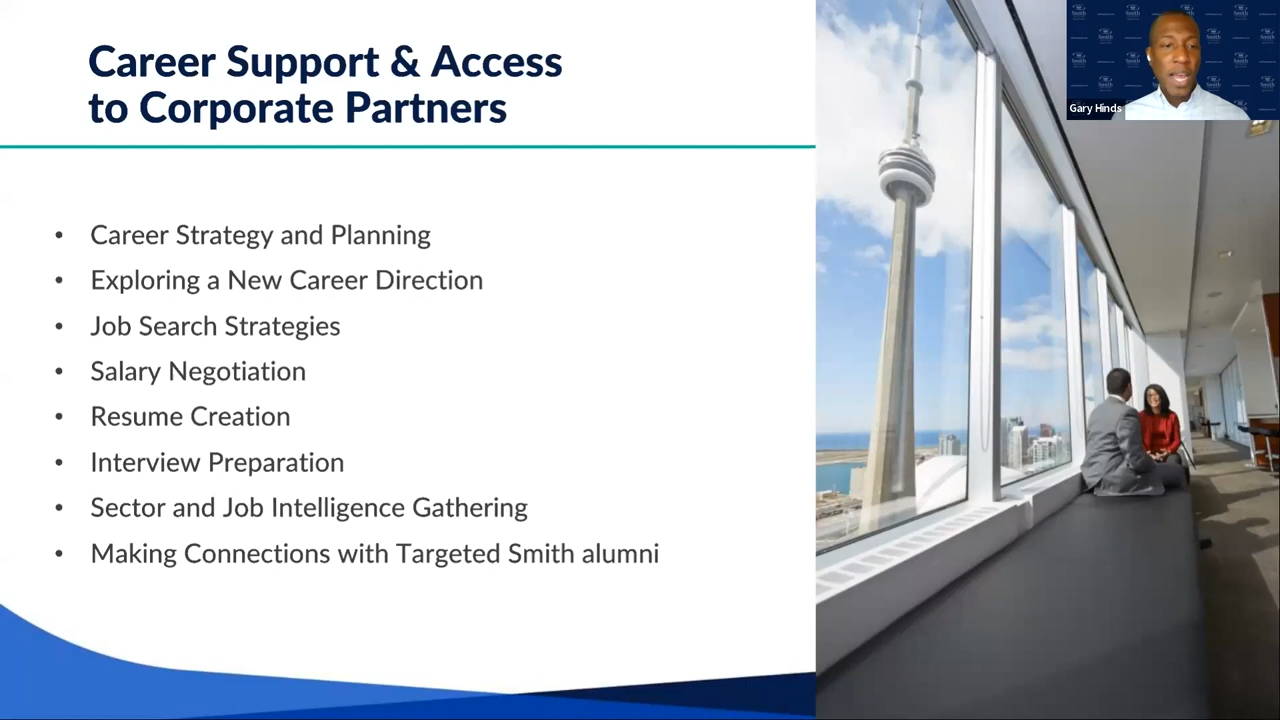 Career Support & Access
to Corporate Partners
Gary Hinds
• Career Strategy and Planning
• Exploring a New Career Direction
• Job Search Strategies
• Salary Negotiation
• Resume Creation
• Interview Preparation
• Sector and Job Intelligence Gathering
• Making Connections with Targeted Smith alumni